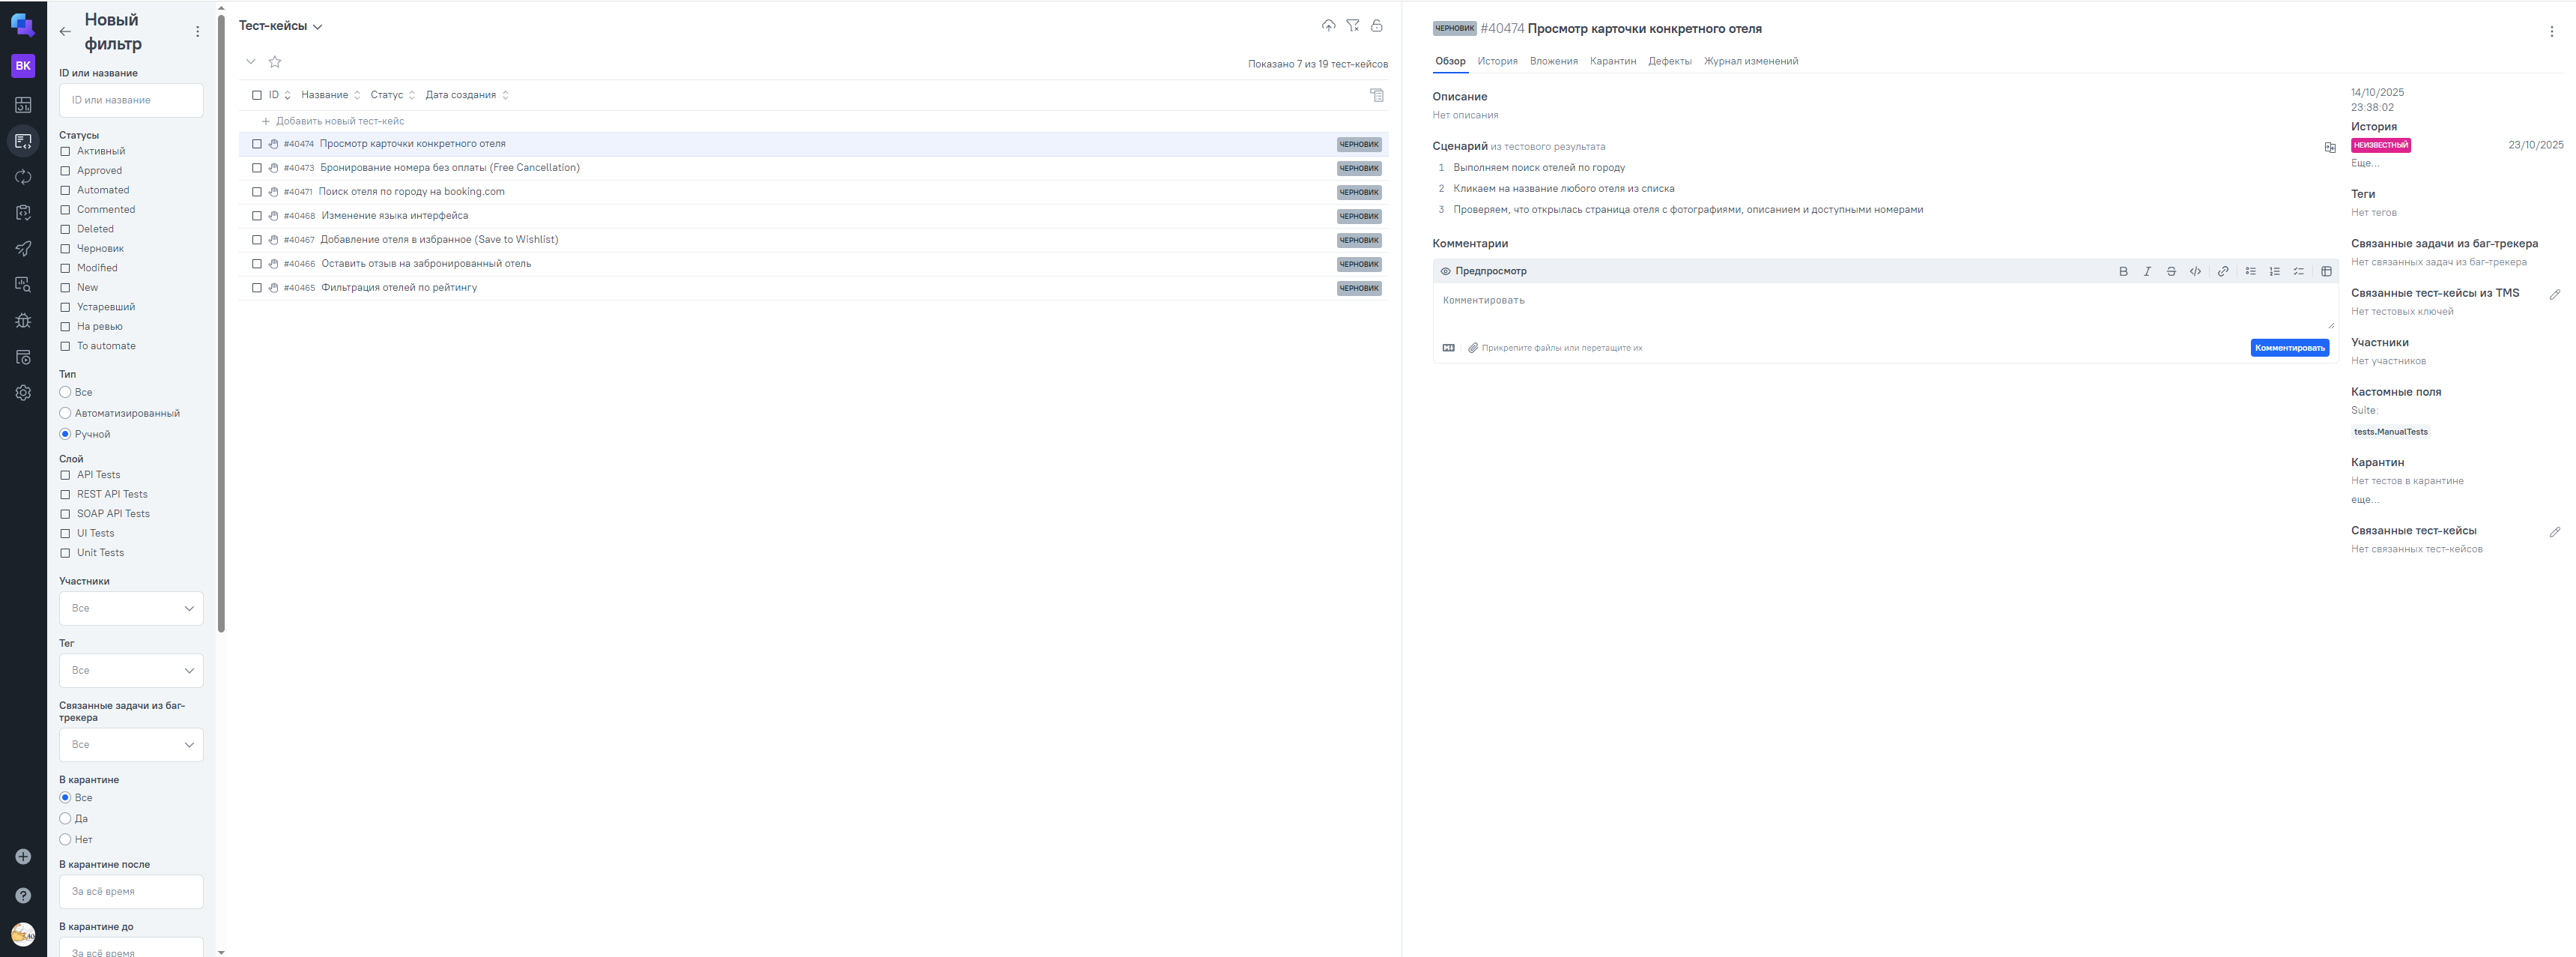 BK
Новый
фильтр
ID или название
ID или название
Статусы
Активный
Approved
Automated
Commented
Deleted
Черновик
Modified
New
Устаревший
На ревью
To automate
Тип
Все
Автоматизированный
Ручной
Слой
API Tests
REST API Tests
SOAP API Tests
UI Tests
Unit Tests
Участники
Все
Тег
Все
Связанные задачи из баг-
трекера
Все
В карантине
Все
Да
Нет
В карантине после
За всё время
В карантине до
За всё время
Тест-кейсы
Показано 7 из 19 тест-кейсов
ID Название Статус Дата создания
Добавить новый тест-кейс
#40474 Просмотр карточки конкретного отеля ЧЕРНОВИК
#40473 Бронирование номера без оплаты (Free Cancellation) ЧЕРНОВИК
#40471 Поиск отеля по городу на booking.com ЧЕРНОВИК
#40468 Изменение языка интерфейса ЧЕРНОВИК
#40467 Добавление отеля в избранное (Save to Wishlist) ЧЕРНОВИК
#40466 Оставить отзыв на забронированный отель ЧЕРНОВИК
#40465 Фильтрация отелей по рейтингу ЧЕРНОВИК
ЧЕРНОВИК #40474 Просмотр карточки конкретного отеля
Обзор История Вложения Карантин Дефекты Журнал изменений
Описание
Нет описания
Сценарий из тестового результата
1 Выполняем поиск отелей по городу
2 Кликаем на название любого отеля из списка
3 Проверяем, что открылась страница отеля с фотографиями, описанием и доступными номерами
Комментарии
Предпросмотр
Комментировать
Прикрепите файлы или перетащите их
Комментировать
14/10/2025
23:38:02
История
НЕИЗВЕСТНЫЙ 23/10/2025
Еще...
Теги
Нет тегов
Связанные задачи из баг-трекера
Нет связанных задач из баг-трекера
Связанные тест-кейсы из TMS
Нет тестовых ключей
Участники
Нет участников
Кастомные поля
Suite:
tests.ManualTests
Карантин
Нет тестов в карантине
еще...
Связанные тест-кейсы
Нет связанных тест-кейсов